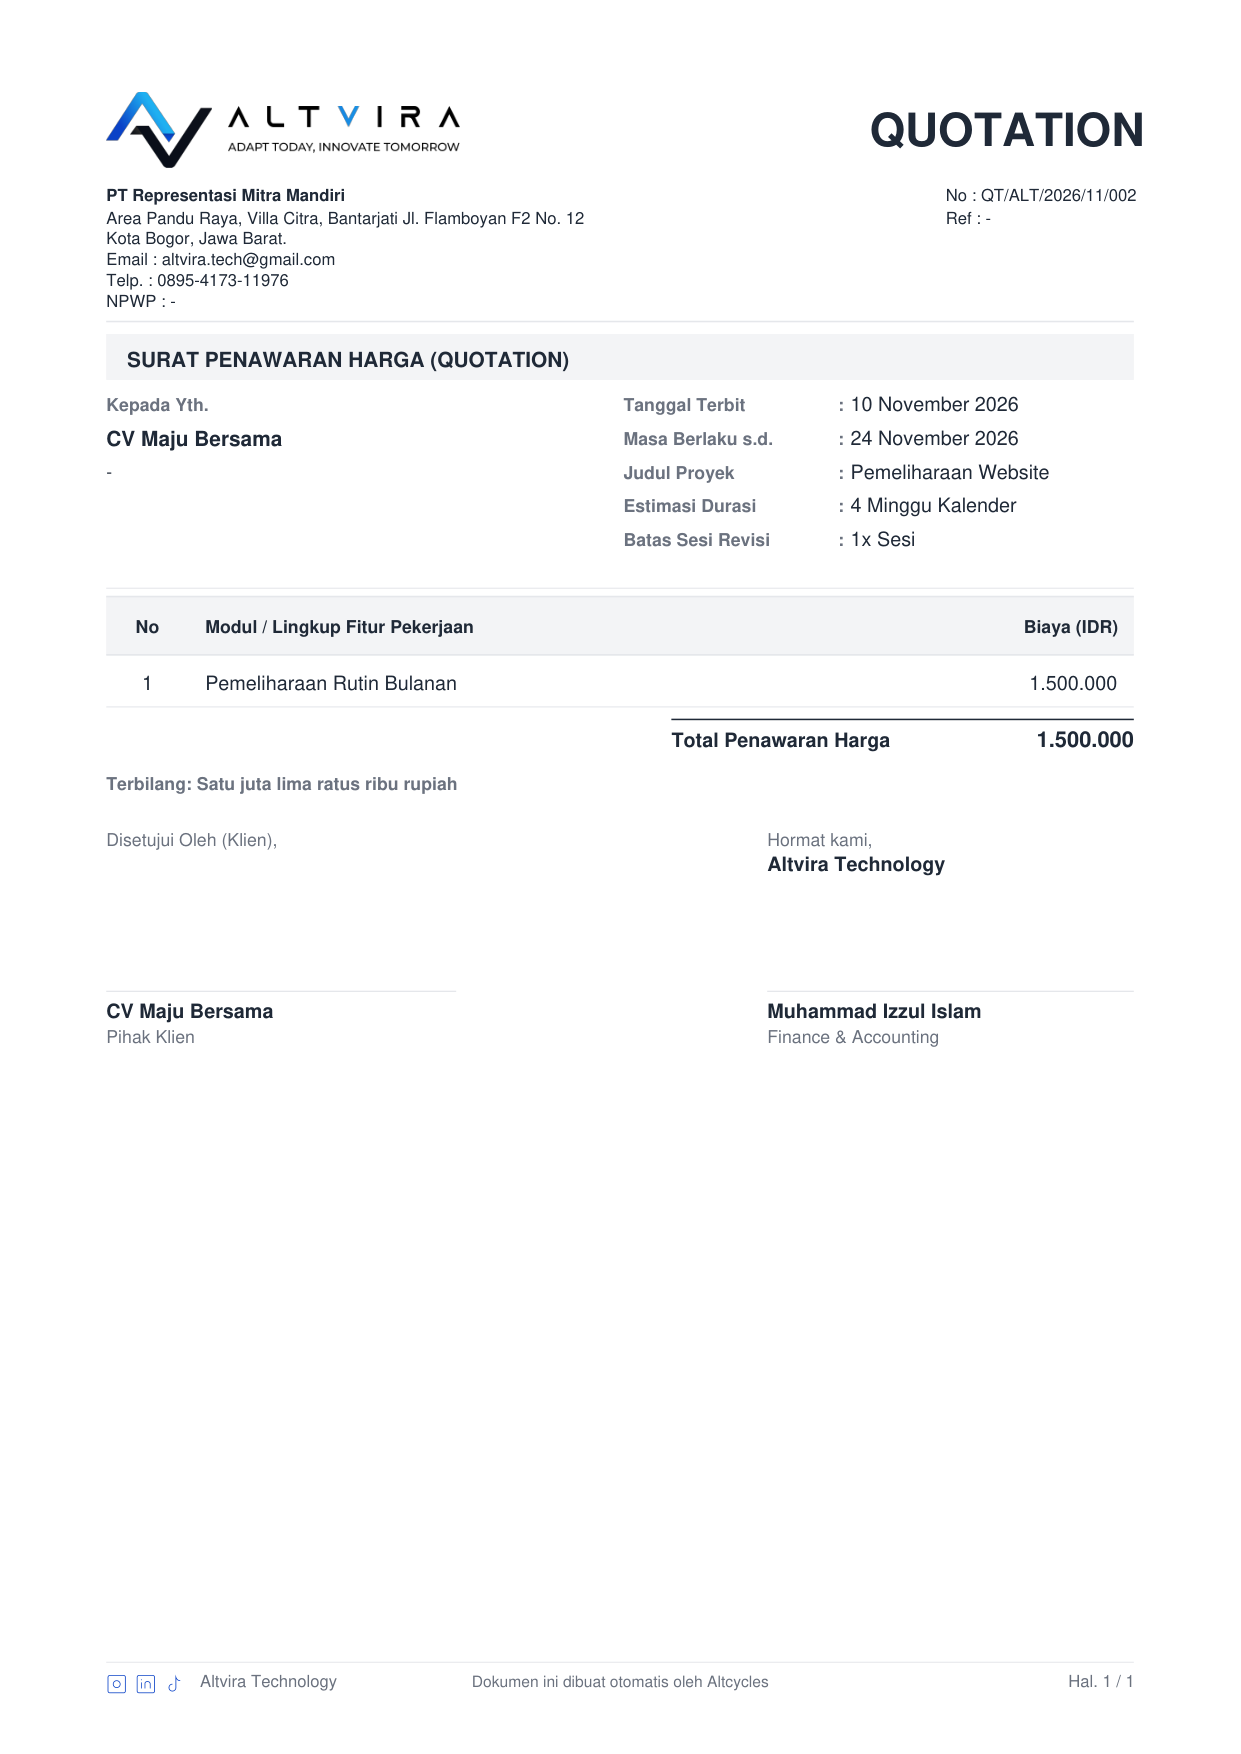 ALTVIRA
ADAPT TODAY, INNOVATE TOMORROW
QUOTATION
PT Representasi Mitra Mandiri
Area Pandu Raya, Villa Citra, Bantarjati Jl. Flamboyan F2 No. 12
Kota Bogor, Jawa Barat.
Email : altvira.tech@gmail.com
Telp. : 0895-4173-11976
NPWP : -
No : QT/ALT/2026/11/002
Ref : -
SURAT PENAWARAN HARGA (QUOTATION)
Kepada Yth.
CV Maju Bersama
-
Tanggal Terbit : 10 November 2026
Masa Berlaku s.d. : 24 November 2026
Judul Proyek : Pemeliharaan Website
Estimasi Durasi : 4 Minggu Kalender
Batas Sesi Revisi : 1x Sesi
No Modul / Lingkup Fitur Pekerjaan Biaya (IDR)
1 Pemeliharaan Rutin Bulanan 1.500.000
Total Penawaran Harga 1.500.000
Terbilang: Satu juta lima ratus ribu rupiah
Disetujui Oleh (Klien),
CV Maju Bersama
Pihak Klien
Hormat kami,
Altvira Technology
Muhammad Izzul Islam
Finance & Accounting
in Altvira Technology Dokumen ini dibuat otomatis oleh Altcycles Hal. 1 / 1